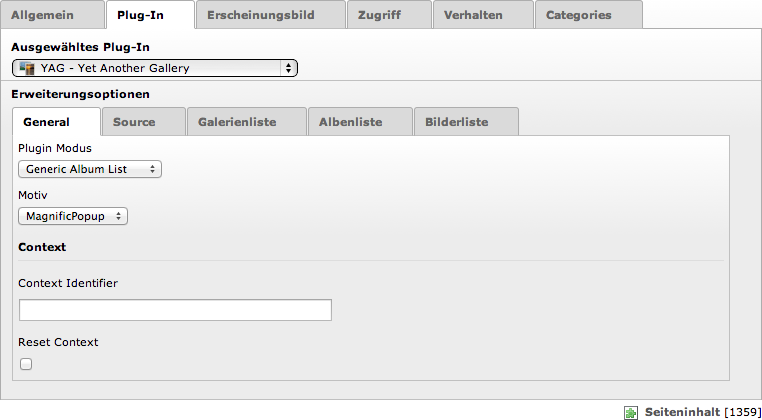 Allgemein Plug-In Erscheinungsbild Zugriff Verhalten Categories
Ausgewähltes Plug-In
YAG - Yet Another Gallery
Erweiterungsoptionen
General Source Galerienliste Albenliste Bilderliste
Plugin Modus
Generic Album List
Motiv
MagnificPopup
Context
Context Identifier
Reset Context
Seiteninhalt [1359]